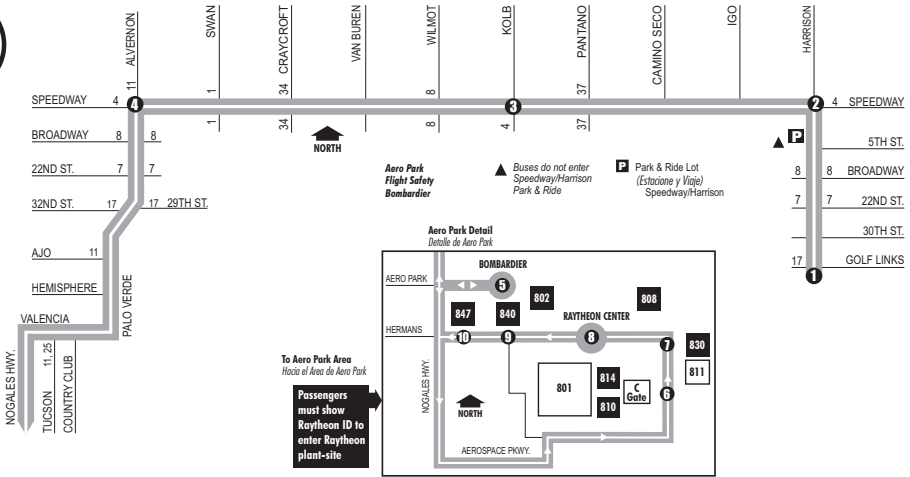 ALVERNON
SWAN
CRAYCROFT
VAN BUREN
WILMOT
KOLB
PANTANO
CAMINO SECO
IGO
HARRISON
11
1
34
8
37
SPEEDWAY 4
4
3
2
4 SPEEDWAY
1
34
8
4
37
NORTH
BROADWAY 8
8
22ND ST. 7
7
32ND ST. 17
17 29TH ST.
AJO 11
HEMISPHERE
VALENCIA
PALO VERDE
NOGALES HWY.
TUCSON 11, 25
COUNTRY CLUB
Aero Park
Flight Safety
Bombardier
Buses do not enter
Speedway/Harrison
Park & Ride
P Park & Ride Lot
(Estacione y Viaje)
Speedway/Harrison
P
5TH ST.
8
8 BROADWAY
7
7 22ND ST.
30TH ST.
17
GOLF LINKS
1
Aero Park Detail
Detalle de Aero Park
AERO PARK
BOMBARDIER
5
847
840
802
808
HERMANS
RAYTHEON CENTER
10
9
8
7
830
811
801
814
810
C
Gate
6
NOGALES HWY.
NORTH
AEROSPACE PKWY.
To Aero Park Area
Hacia el Area de Aero Park
Passengers
must show
Raytheon ID to
enter Raytheon
plant-site